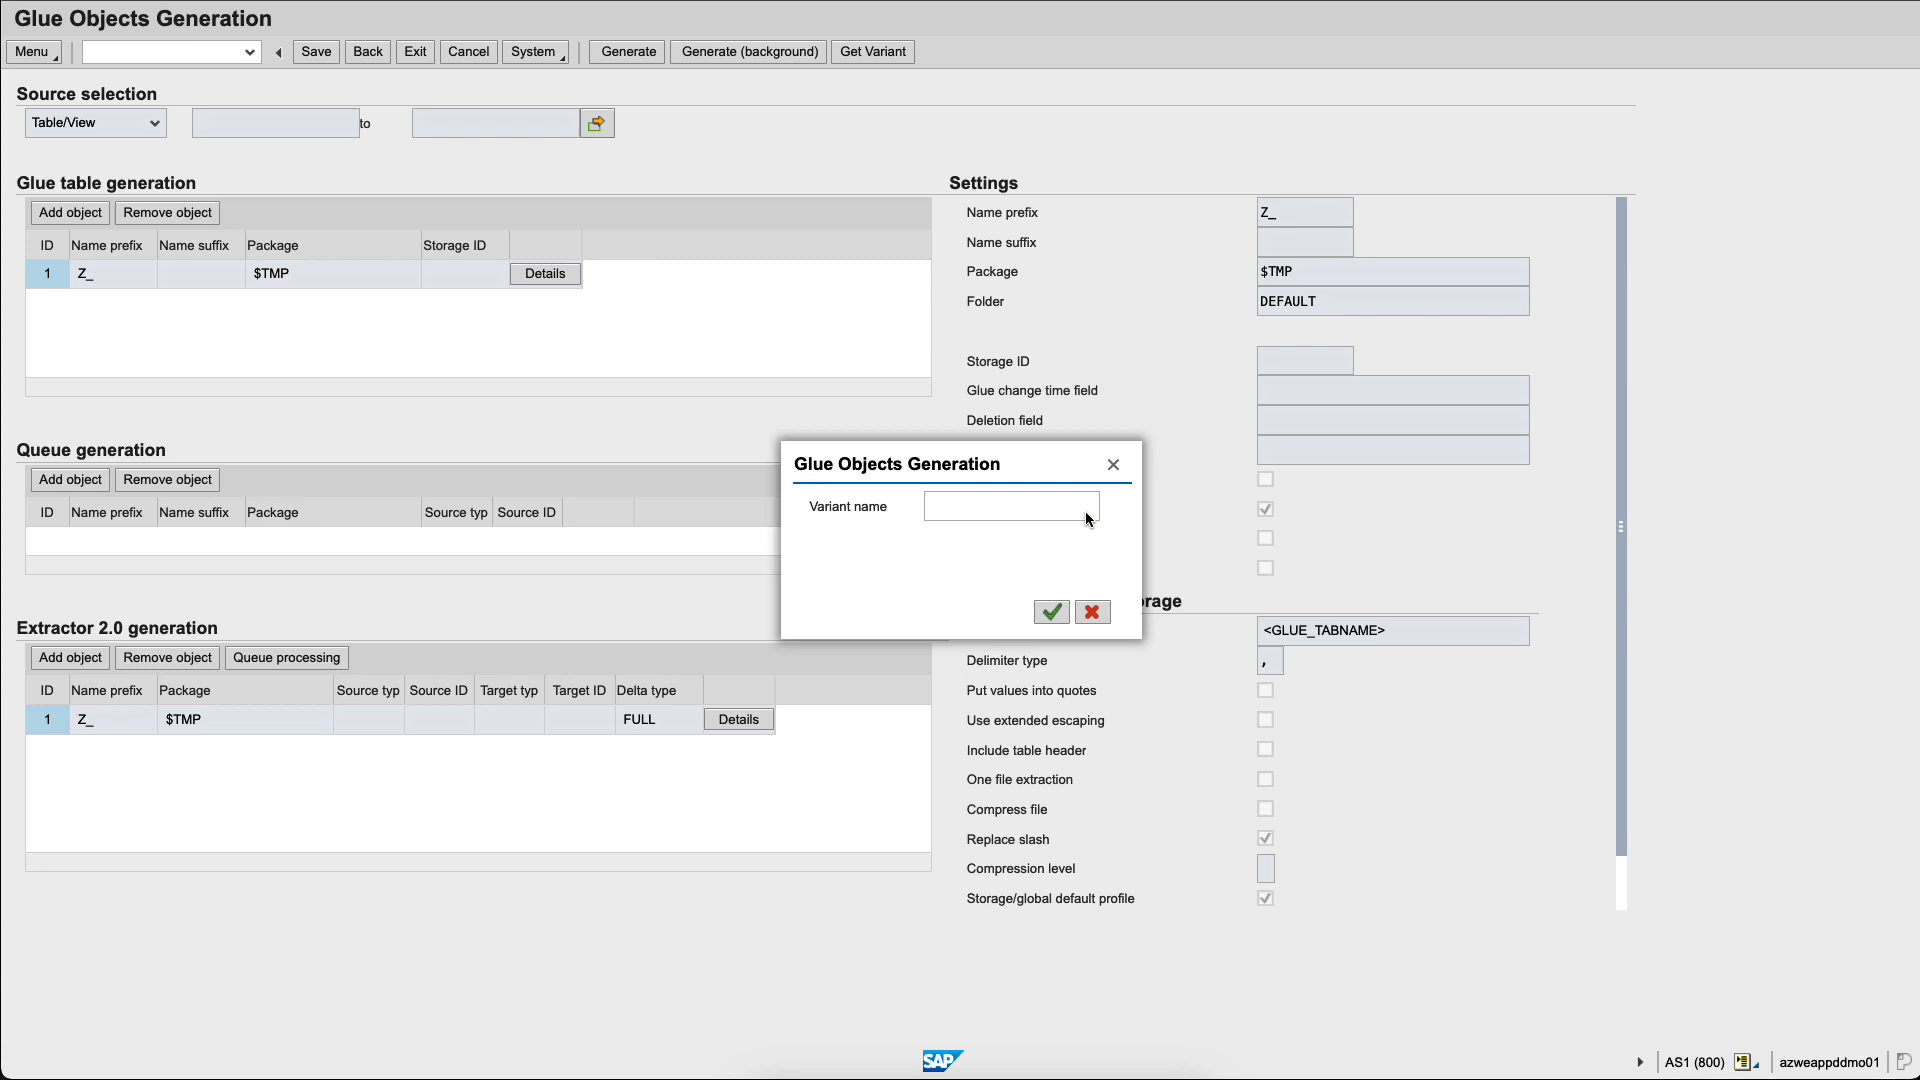 Glue Objects Generation
Menu Save Back Exit Cancel System Generate Generate (background) Get Variant
Source selection
Table/View to
Glue table generation
Add object Remove object
ID Name prefix Name suffix Package Storage ID
1 Z_ $TMP Details
Queue generation
Add object Remove object
ID Name prefix Name suffix Package Source typ Source ID
Extractor 2.0 generation
Add object Remove object Queue processing
ID Name prefix Package Source typ Source ID Target typ Target ID Delta type
1 Z_ $TMP FULL Details
Settings
Name prefix Z_
Name suffix
Package $TMP
Folder DEFAULT
Storage ID
Glue change time field
Deletion field
Glue Objects Generation
Variant name
rage
<GLUE_TABNAME>
Delimiter type ,
Put values into quotes
Use extended escaping
Include table header
One file extraction
Compress file
Replace slash
Compression level
Storage/global default profile
SAP
AS1 (800) azweappddmo01